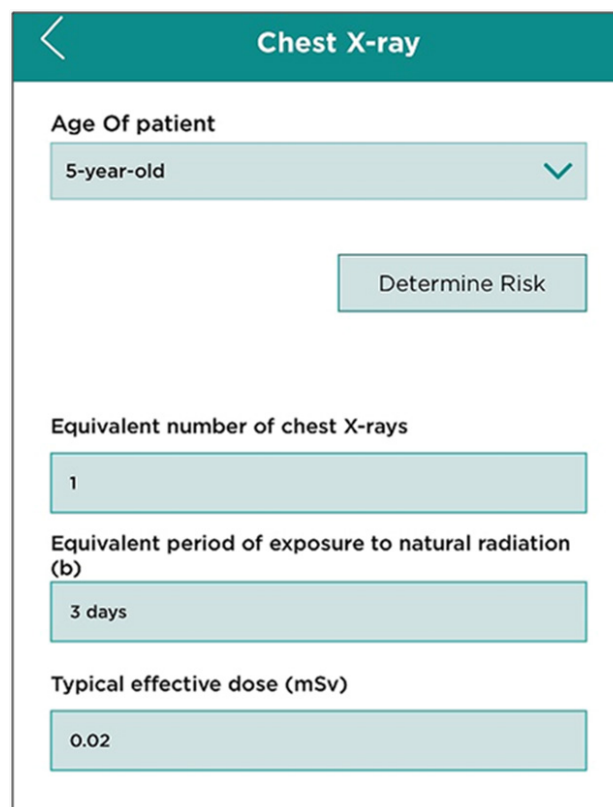 Chest X-ray
Age Of patient
5-year-old
Determine Risk
Equivalent number of chest X-rays
1
Equivalent period of exposure to natural radiation
(b)
3 days
Typical effective dose (mSv)
0.02